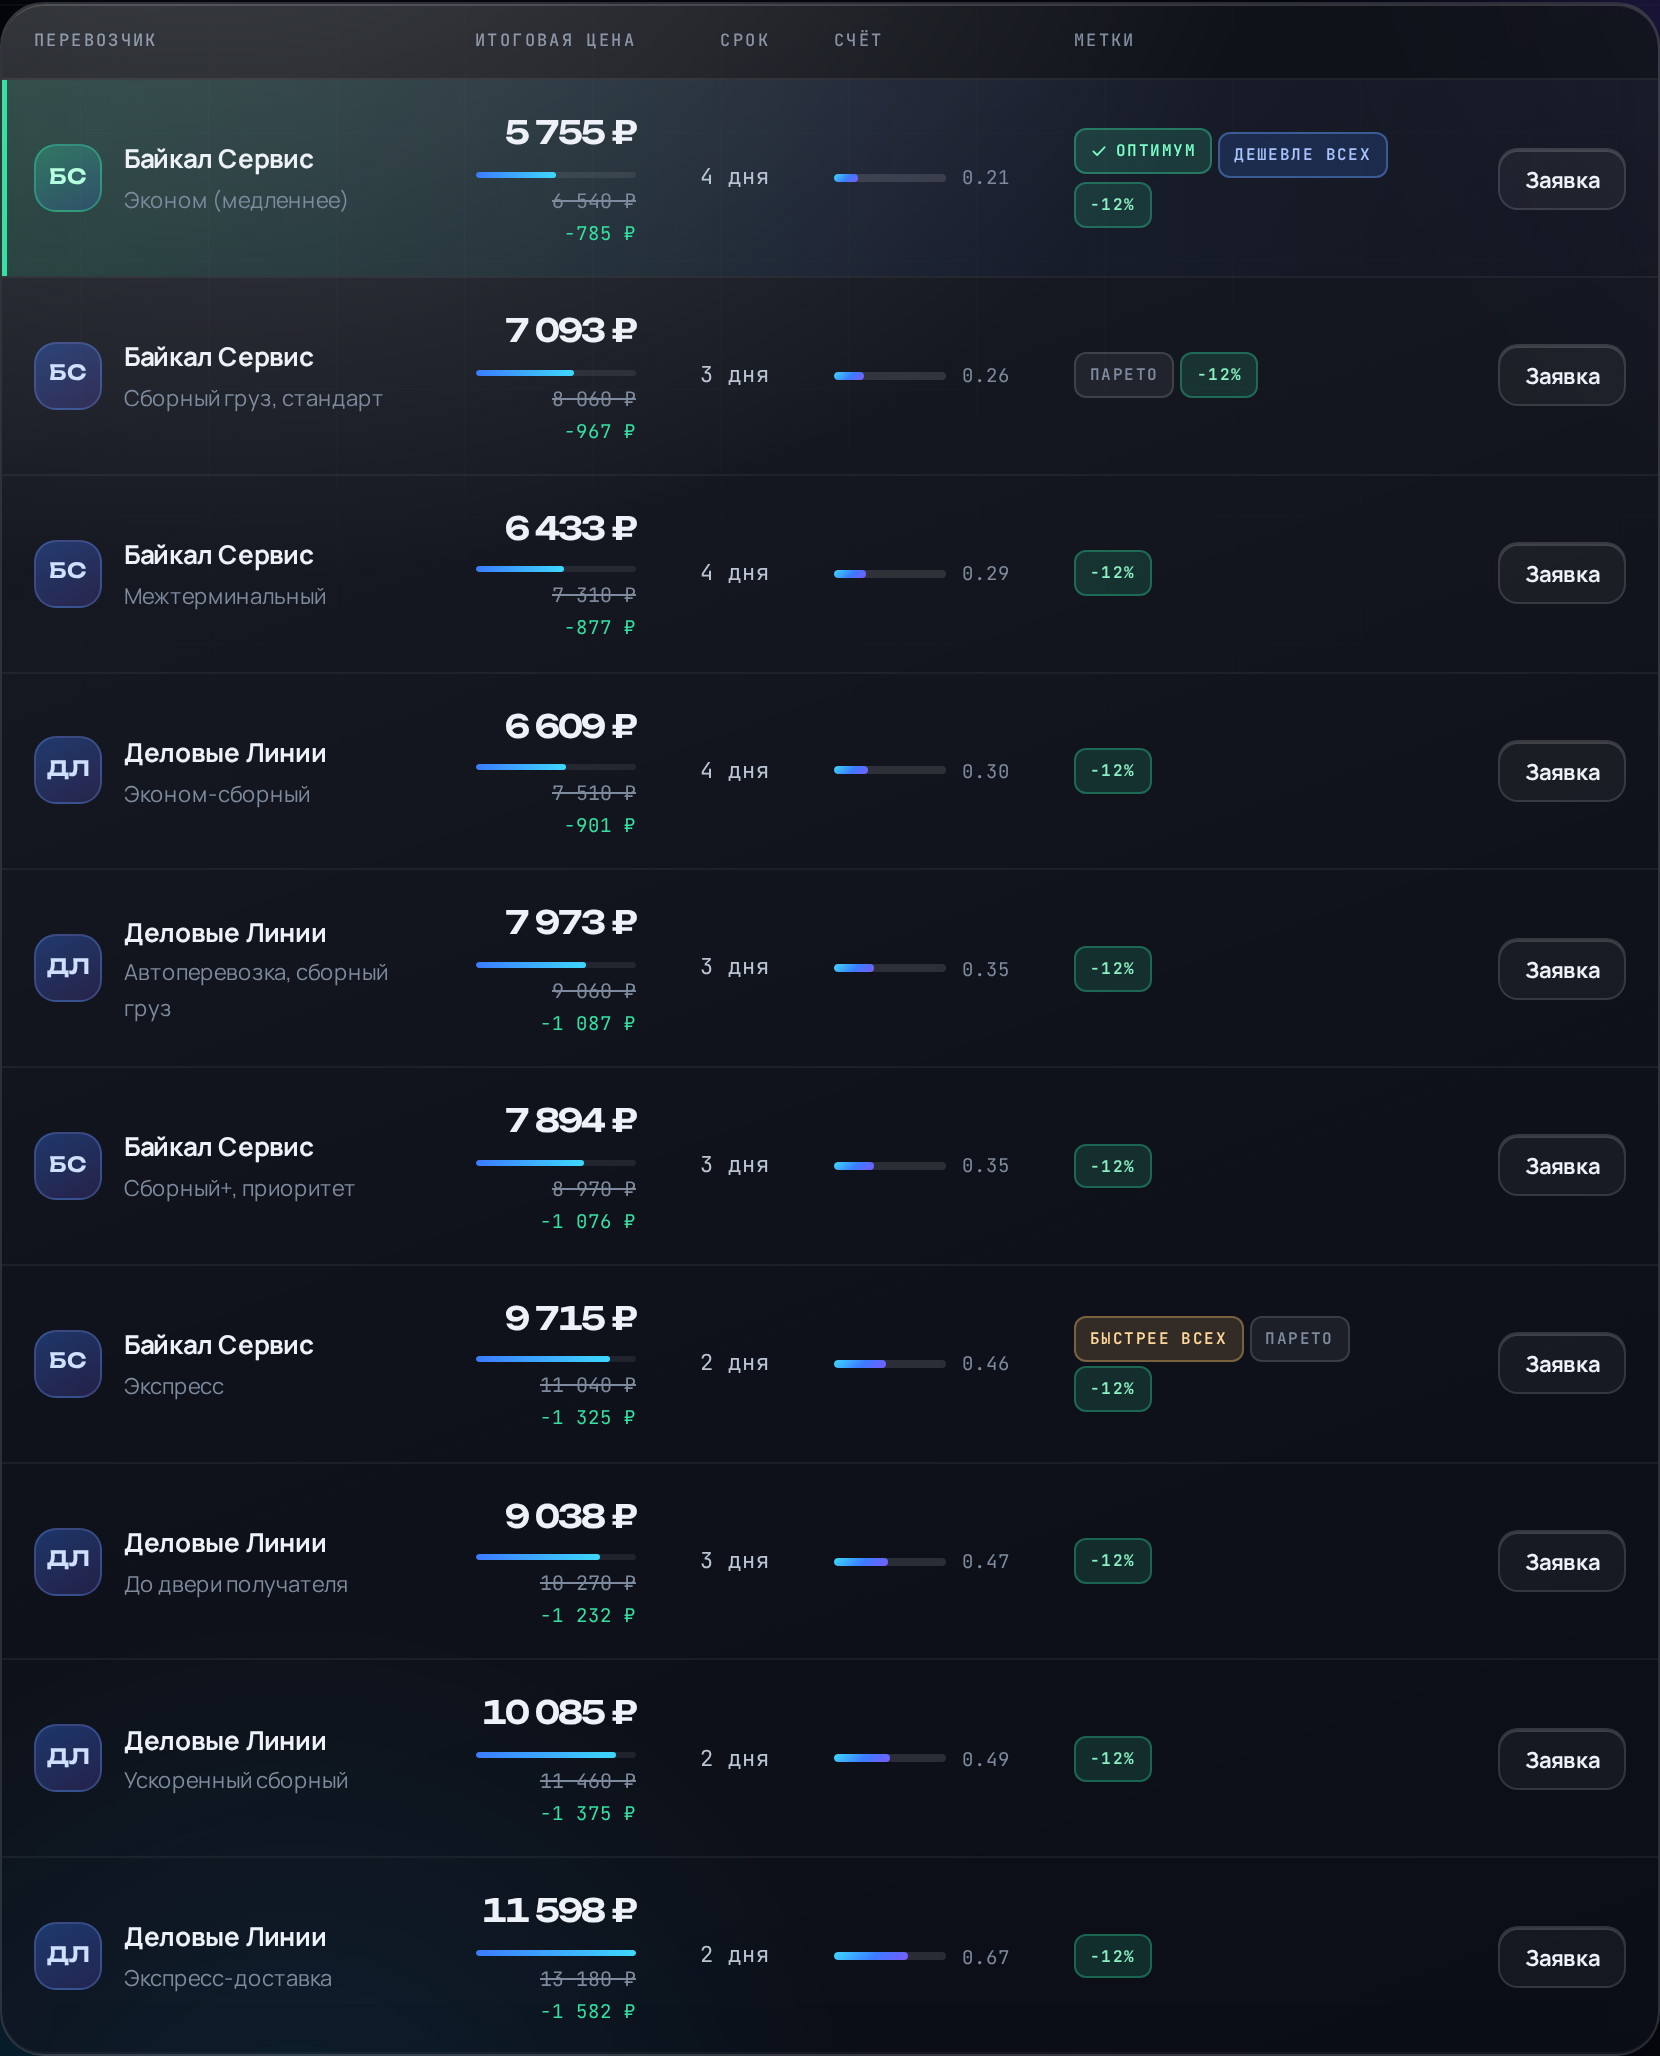 ПЕРЕВОЗЧИК ИТОГОВАЯ ЦЕНА СРОК СЧЁТ МЕТКИ
БС Байкал Сервис
Эконом (медленнее)
5 755 ₽
6 540 ₽
-785 ₽
4 дня
0.21
✓ ОПТИМУМ ДЕШЕВЛЕ ВСЕХ
-12%
Заявка
БС Байкал Сервис
Сборный груз, стандарт
7 093 ₽
8 060 ₽
-967 ₽
3 дня
0.26
ПАРЕТО -12%
Заявка
БС Байкал Сервис
Межтерминальный
6 433 ₽
7 310 ₽
-877 ₽
4 дня
0.29
-12%
Заявка
ДЛ Деловые Линии
Эконом-сборный
6 609 ₽
7 510 ₽
-901 ₽
4 дня
0.30
-12%
Заявка
ДЛ Деловые Линии
Автоперевозка, сборный
груз
7 973 ₽
9 060 ₽
-1 087 ₽
3 дня
0.35
-12%
Заявка
БС Байкал Сервис
Сборный+, приоритет
7 894 ₽
8 970 ₽
-1 076 ₽
3 дня
0.35
-12%
Заявка
БС Байкал Сервис
Экспресс
9 715 ₽
11 040 ₽
-1 325 ₽
2 дня
0.46
БЫСТРЕЕ ВСЕХ ПАРЕТО
-12%
Заявка
ДЛ Деловые Линии
До двери получателя
9 038 ₽
10 270 ₽
-1 232 ₽
3 дня
0.47
-12%
Заявка
ДЛ Деловые Линии
Ускоренный сборный
10 085 ₽
11 460 ₽
-1 375 ₽
2 дня
0.49
-12%
Заявка
ДЛ Деловые Линии
Экспресс-доставка
11 598 ₽
13 180 ₽
-1 582 ₽
2 дня
0.67
-12%
Заявка